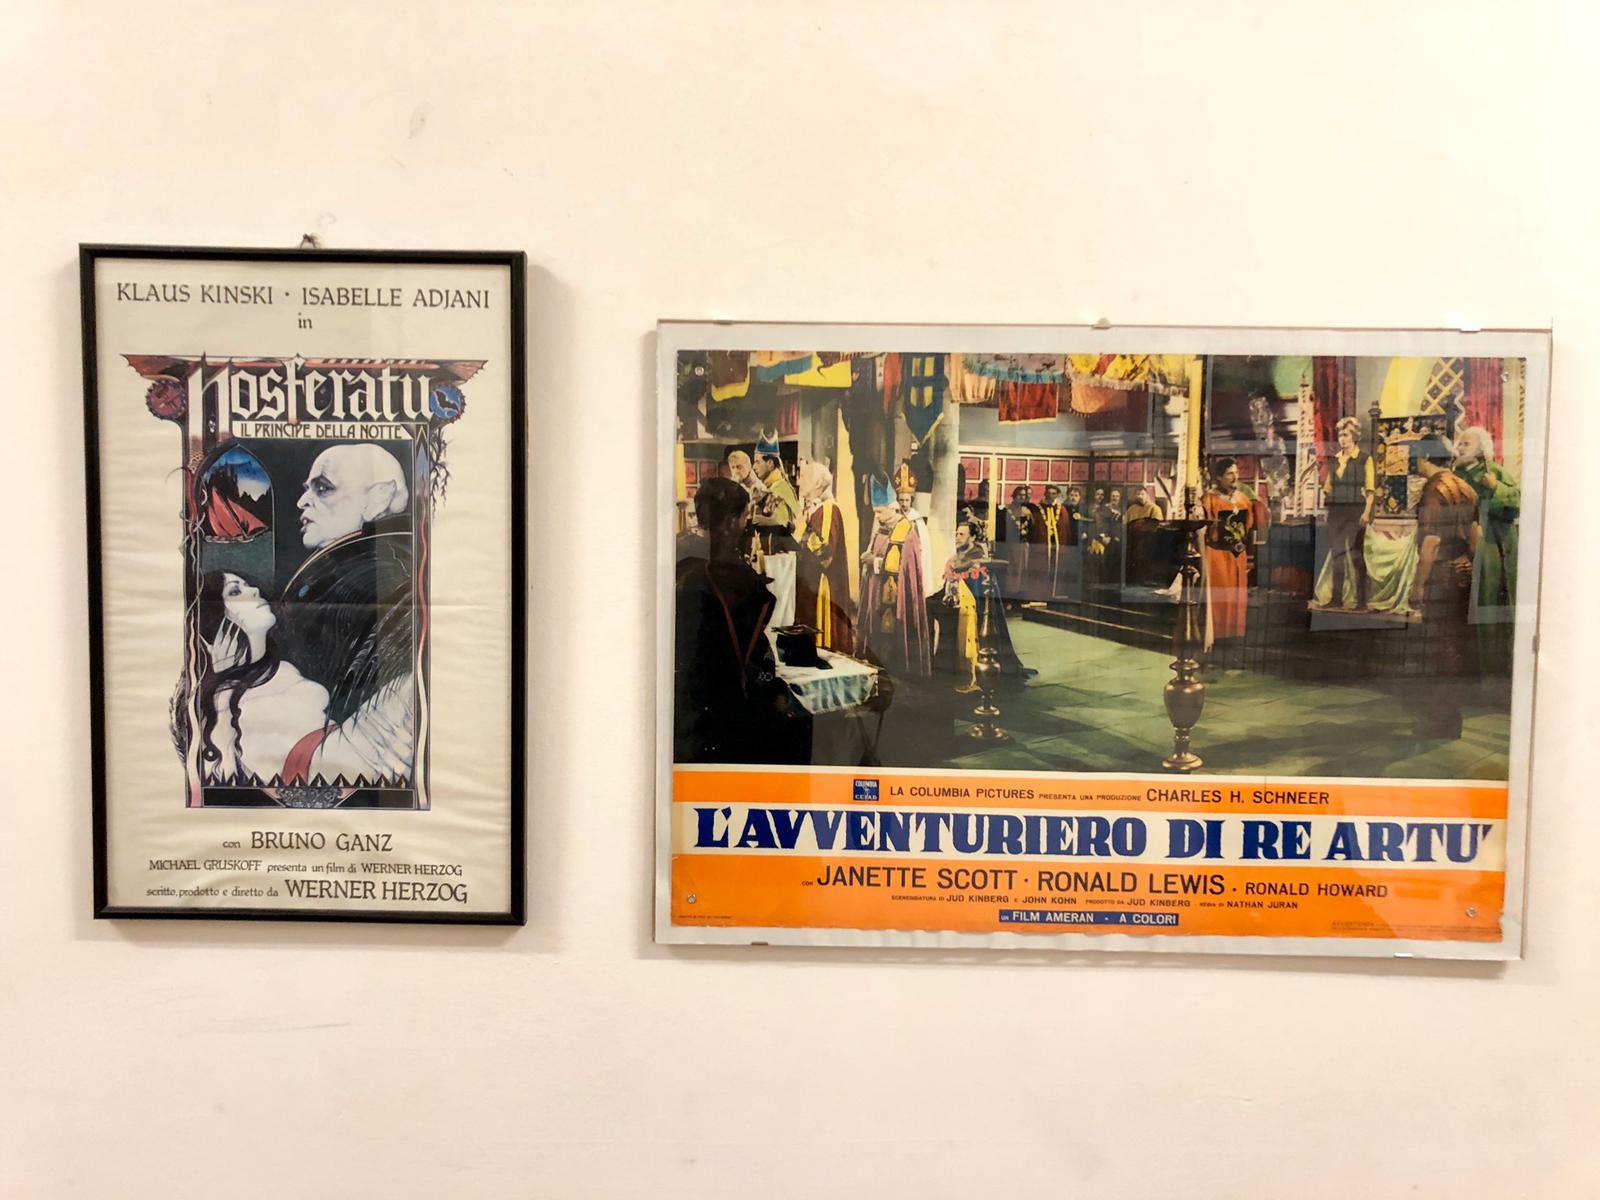 KLAUS KINSKI · ISABELLE ADJANI
in
Nosferatu
IL PRINCIPE DELLA NOTTE
con BRUNO GANZ
MICHAEL GRUSKOFF presenta un film di WERNER HERZOG
scritto, prodotto e diretto da WERNER HERZOG
COLUMBIA
CEIAD
LA COLUMBIA PICTURES PRESENTA UNA PRODUZIONE CHARLES H. SCHNEER
L'AVVENTURIERO DI RE ARTU'
CON JANETTE SCOTT · RONALD LEWIS · RONALD HOWARD
SCENEGGIATURA DI JUD KINBERG E JOHN KOHN PRODOTTO DA JUD KINBERG - REGIA DI NATHAN JURAN
UN FILM AMERAN - A COLORI